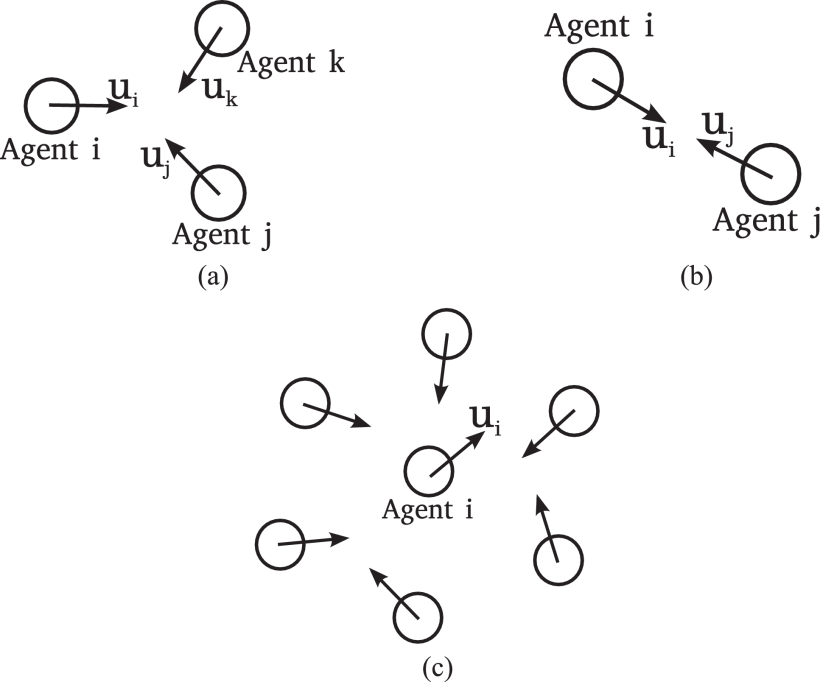 Agent k
u_i
u_k
Agent i
u_j
Agent j
(a)
Agent i
u_j
u_i
Agent j
(b)
u_i
Agent i
(c)